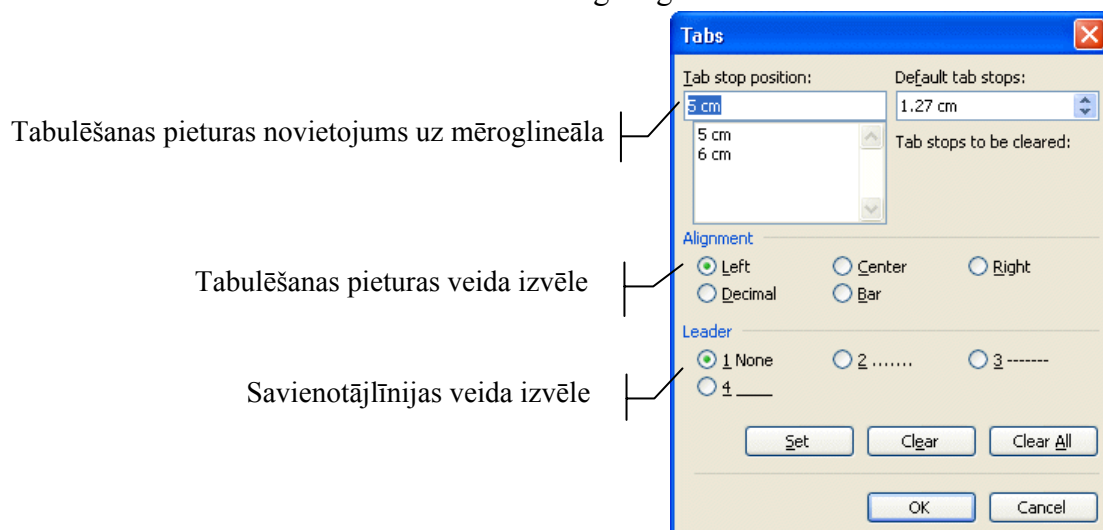 Tabs
Tab stop position:
Default tab stops:
5 cm
1.27 cm
Tabulēšanas pieturas novietojums uz mēroglineāla
5 cm
6 cm
Tab stops to be cleared:
Alignment
Tabulēšanas pieturas veida izvēle
Left
Center
Right
Decimal
Bar
Leader
Savienotājlīnijas veida izvēle
1 None
2 .......
3 -------
4 ____
Set
Clear
Clear All
OK
Cancel